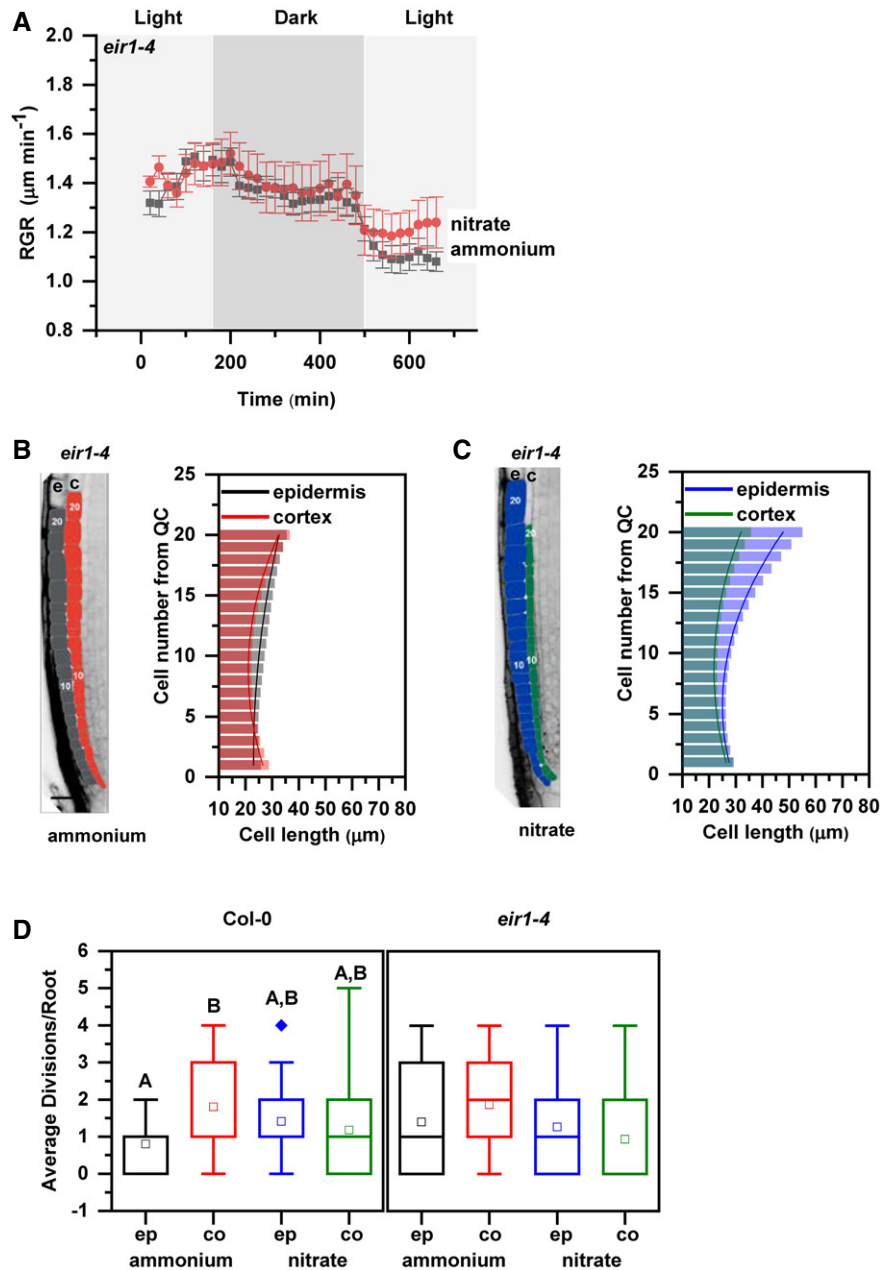 A
Light Dark Light
eir1-4
2.0
1.8
1.6
1.4
1.2
1.0
0.8
RGR (µm min⁻¹)
nitrate
ammonium
0 200 400 600
Time (min)
B
eir1-4
e c
20
20
10
10
ammonium
25
20
15
10
5
0
Cell number from QC
epidermis
cortex
10 20 30 40 50 60 70 80
Cell length (µm)
C
eir1-4
e c
20
20
10 10
nitrate
25
20
15
10
5
0
Cell number from QC
epidermis
cortex
10 20 30 40 50 60 70 80
Cell length (µm)
D
Col-0 eir1-4
6
5
4
3
2
1
0
-1
Average Divisions/Root
A
B
A,B
A,B
ep co ep co ep co ep co
ammonium nitrate ammonium nitrate